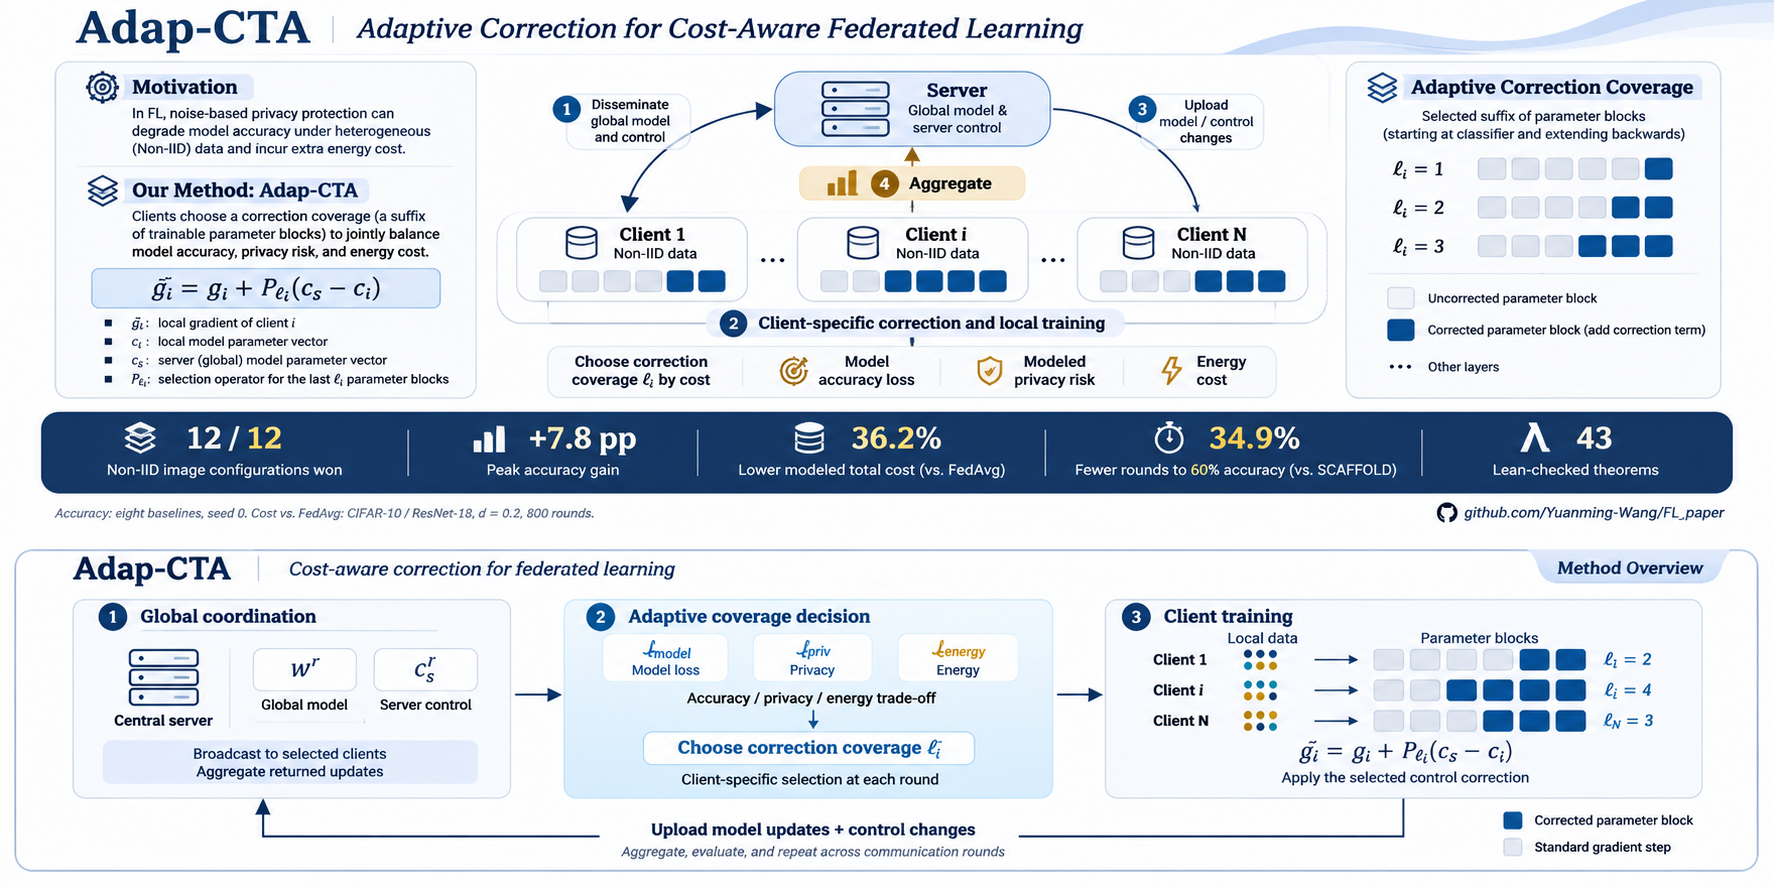 Adap-CTA
Adaptive Correction for Cost-Aware Federated Learning
Motivation
In FL, noise-based privacy protection can
degrade model accuracy under heterogeneous
(Non-IID) data and incur extra energy cost.
Our Method: Adap-CTA
Clients choose a correction coverage (a suffix
of trainable parameter blocks) to jointly balance
model accuracy, privacy risk, and energy cost.
g̃ᵢ = gᵢ + P_ℓᵢ(cₛ − cᵢ)
g̃ᵢ: local gradient of client i
cᵢ: local model parameter vector
cₛ: server (global) model parameter vector
P_ℓᵢ: selection operator for the last ℓᵢ parameter blocks
1 Disseminate
global model
and control
Server
Global model &
server control
3 Upload
model / control
changes
4 Aggregate
Client 1
Non-IID data
...
Client i
Non-IID data
...
Client N
Non-IID data
2 Client-specific correction and local training
Choose correction
coverage ℓᵢ by cost
Model
accuracy loss
Modeled
privacy risk
Energy
cost
Adaptive Correction Coverage
Selected suffix of parameter blocks
(starting at classifier and extending backwards)
ℓᵢ = 1
ℓᵢ = 2
ℓᵢ = 3
Uncorrected parameter block
Corrected parameter block (add correction term)
... Other layers
12 / 12
Non-IID image configurations won
+7.8 pp
Peak accuracy gain
36.2%
Lower modeled total cost (vs. FedAvg)
34.9%
Fewer rounds to 60% accuracy (vs. SCAFFOLD)
λ 43
Lean-checked theorems
Accuracy: eight baselines, seed 0. Cost vs. FedAvg: CIFAR-10 / ResNet-18, d = 0.2, 800 rounds.
github.com/Yuanming-Wang/FL_paper
Adap-CTA
Cost-aware correction for federated learning
Method Overview
1 Global coordination
Central server
wʳ
Global model
cₛʳ
Server control
Broadcast to selected clients
Aggregate returned updates
2 Adaptive coverage decision
ℒmodel
Model loss
ℒpriv
Privacy
ℒenergy
Energy
Accuracy / privacy / energy trade-off
Choose correction coverage ℓᵢ
Client-specific selection at each round
3 Client training
Local data
Parameter blocks
Client 1
ℓᵢ = 2
Client i
ℓᵢ = 4
Client N
ℓ_N = 3
g̃ᵢ = gᵢ + P_ℓᵢ(cₛ − cᵢ)
Apply the selected control correction
Upload model updates + control changes
Aggregate, evaluate, and repeat across communication rounds
Corrected parameter block
Standard gradient step